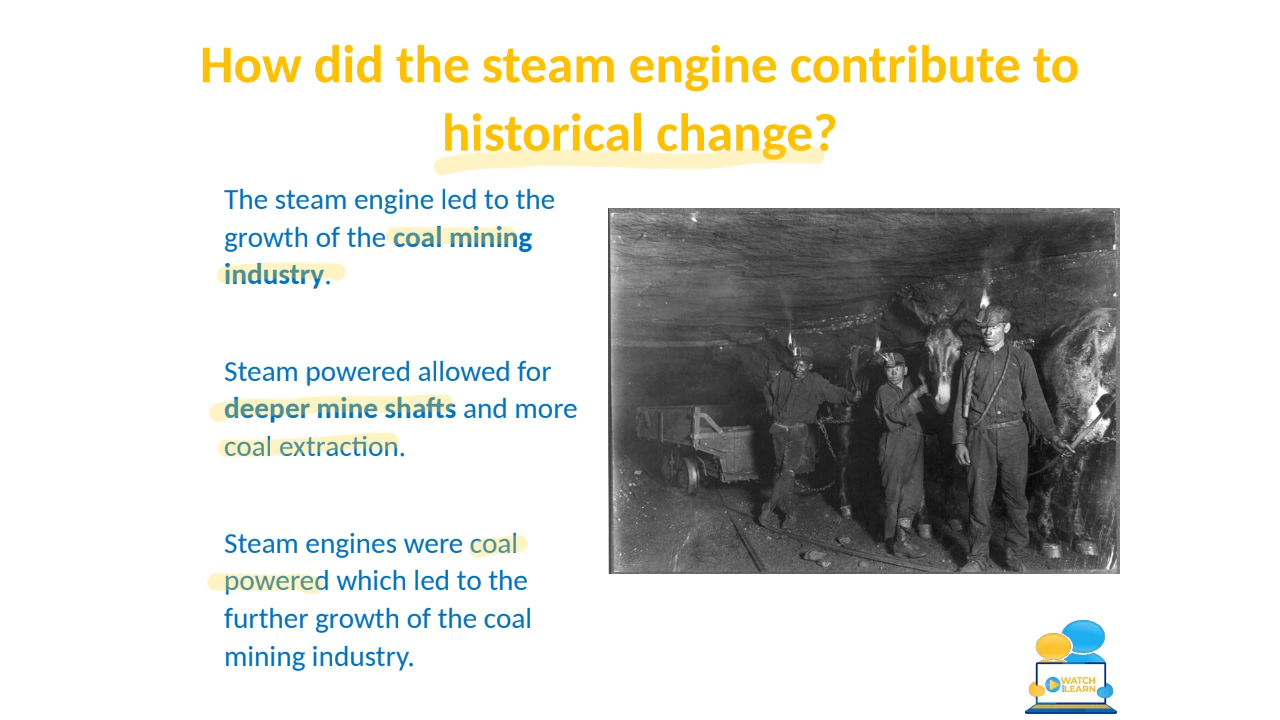 How did the steam engine contribute to
historical change?
The steam engine led to the
growth of the coal mining
industry.
Steam powered allowed for
deeper mine shafts and more
coal extraction.
Steam engines were coal
powered which led to the
further growth of the coal
mining industry.
WATCH
LEARN